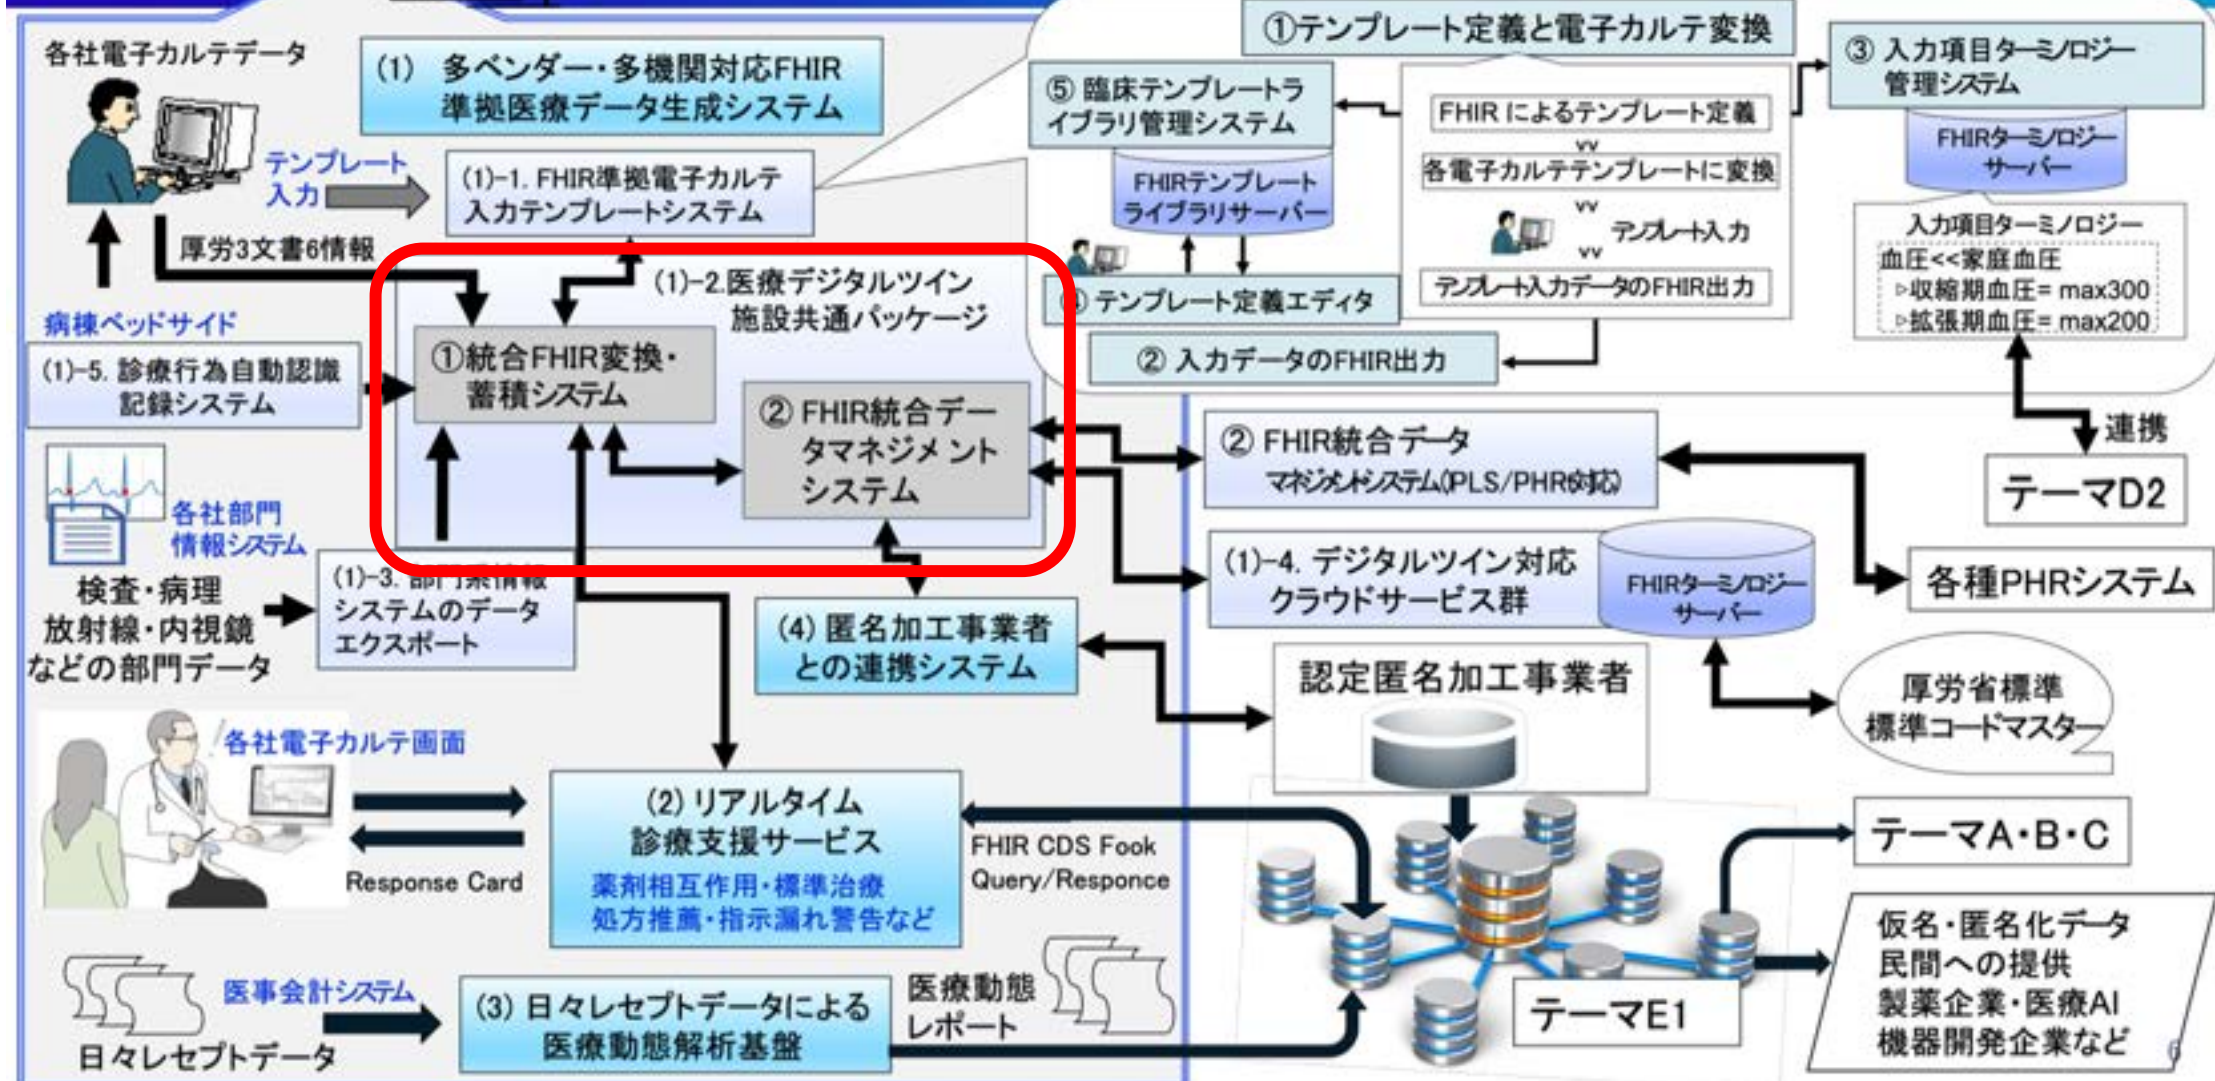 各社電子カルテデータ
(1) 多ベンダー・多機関対応FHIR
準拠医療データ生成システム
テンプレート
入力
(1)-1. FHIR準拠電子カルテ
入力テンプレートシステム
厚労3文書6情報
(1)-2.医療デジタルツイン
施設共通パッケージ
病棟ベッドサイド
(1)-5. 診療行為自動認識
記録システム
①統合FHIR変換・
蓄積システム
② FHIR統合デー
タマネジメント
システム
各社部門
情報システム
検査・病理
放射線・内視鏡
などの部門データ
(1)-3. 部門系情報
システムのデータ
エクスポート
(4) 匿名加工事業者
との連携システム
各社電子カルテ画面
Response Card
(2) リアルタイム
診療支援サービス
薬剤相互作用・標準治療
処方推薦・指示漏れ警告など
FHIR CDS Fook
Query/Responce
医事会計システム
日々レセプトデータ
(3) 日々レセプトデータによる
医療動態解析基盤
医療動態
レポート
①テンプレート定義と電子カルテ変換
⑤ 臨床テンプレートラ
イブラリ管理システム
FHIRテンプレート
ライブラリサーバー
④ テンプレート定義エディタ
② 入力データのFHIR出力
FHIR によるテンプレート定義
vv
各電子カルテテンプレートに変換
vv
テンプレート入力
vv
テンプレート入力データのFHIR出力
③ 入力項目ターミノロジー
管理システム
FHIRターミノロジー
サーバー
入力項目ターミノロジー
血圧<<家庭血圧
▹収縮期血圧= max300
▹拡張期血圧= max200
連携
テーマD2
② FHIR統合データ
マネジメントシステム(PLS/PHR対応)
(1)-4. デジタルツイン対応
クラウドサービス群
FHIRターミノロジー
サーバー
各種PHRシステム
認定匿名加工事業者
厚労省標準
標準コードマスター
テーマA・B・C
テーマE1
仮名・匿名化データ
民間への提供
製薬企業・医療AI
機器開発企業など
6